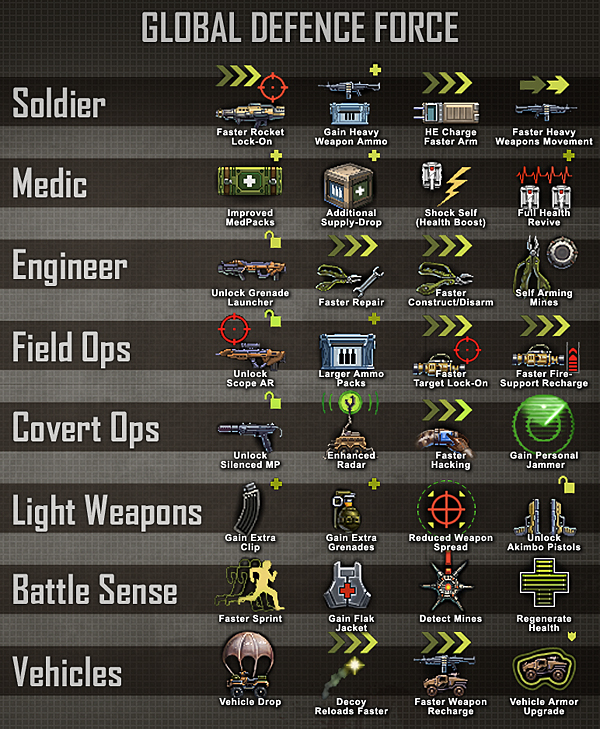 GLOBAL DEFENCE FORCE
Soldier
Faster Rocket
Lock-On
Gain Heavy
Weapon Ammo
HE Charge
Faster Arm
Faster Heavy
Weapons Movement
Medic
Improved
MedPacks
Additional
Supply-Drop
Shock Self
(Health Boost)
Full Health
Revive
Engineer
Unlock Grenade
Launcher
Faster Repair
Faster
Construct/Disarm
Self Arming
Mines
Field Ops
Unlock
Scope AR
Larger Ammo
Packs
Faster
Target Lock-On
Faster Fire-
Support Recharge
Covert Ops
Unlock
Silenced MP
Enhanced
Radar
Faster
Hacking
Gain Personal
Jammer
Light Weapons
Gain Extra
Clip
Gain Extra
Grenades
Reduced Weapon
Spread
Unlock
Akimbo Pistols
Battle Sense
Faster Sprint
Gain Flak
Jacket
Detect Mines
Regenerate
Health
Vehicles
Vehicle Drop
Decoy
Reloads Faster
Faster Weapon
Recharge
Vehicle Armor
Upgrade